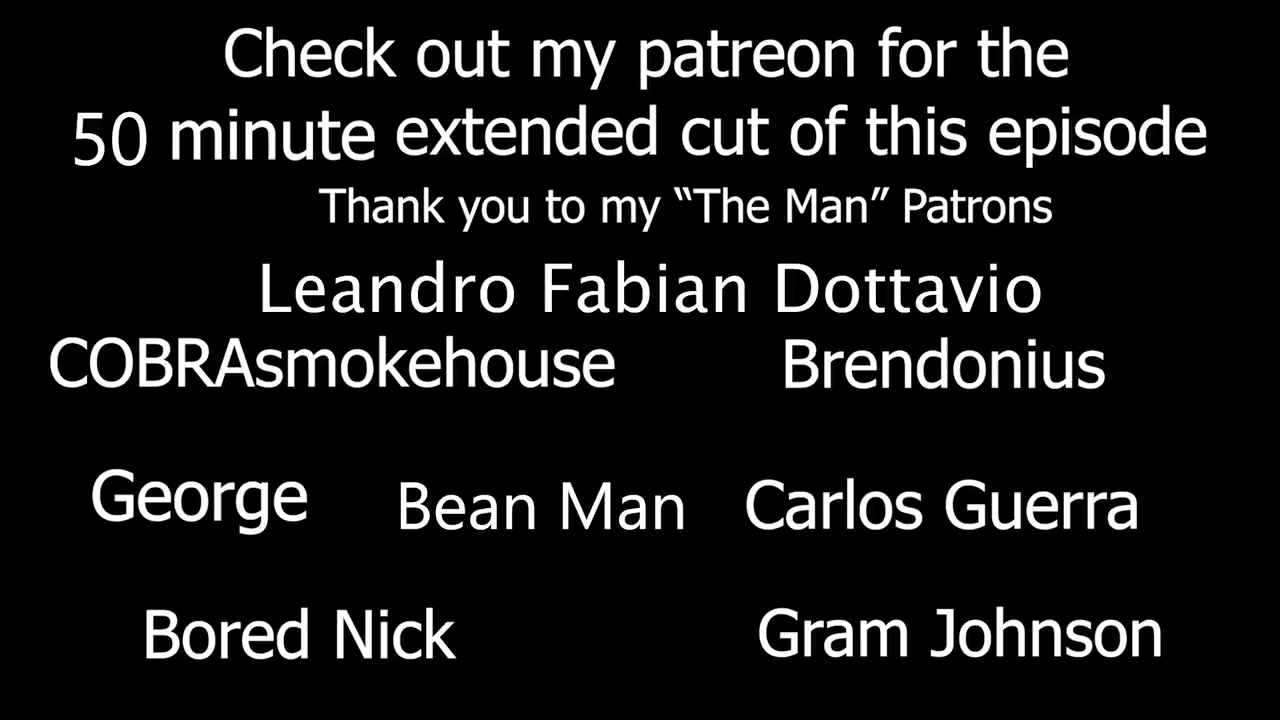 Check out my patreon for the
50 minute extended cut of this episode
Thank you to my “The Man” Patrons
Leandro Fabian Dottavio
COBRAsmokehouse Brendonius
George Bean Man Carlos Guerra
Bored Nick Gram Johnson